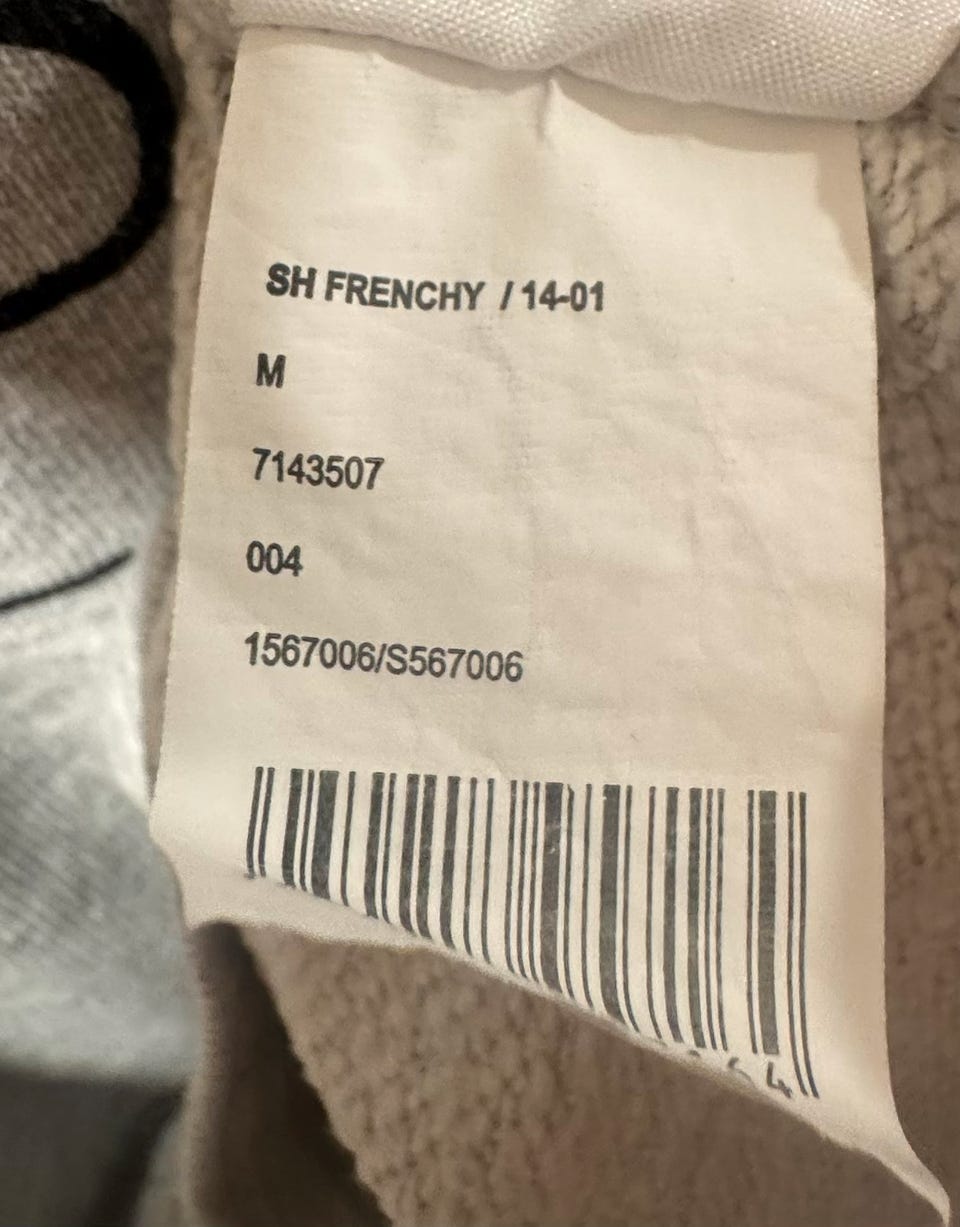 SH FRENCHY / 14-01
M
7143507
004
1567006/S567006